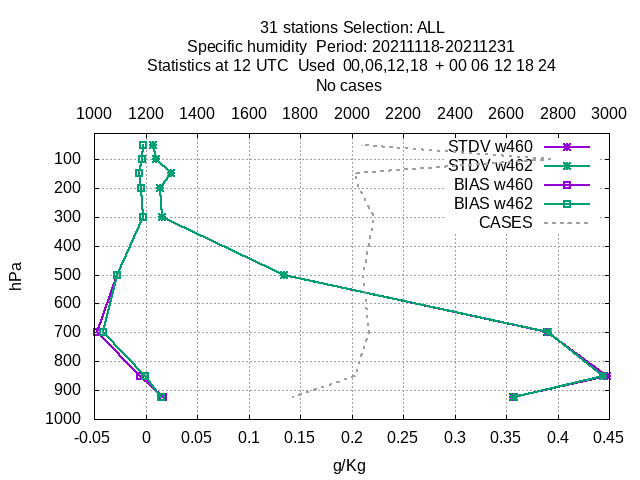 31 stations Selection: ALL
Specific humidity  Period: 20211118-20211231
Statistics at 12 UTC  Used  00,06,12,18  + 00 06 12 18 24
No cases
1000 1200 1400 1600 1800 2000 2200 2400 2600 2800 3000
STDV w460
100
STDV w462
200
BIAS w460
BIAS w462
300
CASES
400
hPa
500
600
700
800
900
1000
-0.05 0 0.05 0.1 0.15 0.2 0.25 0.3 0.35 0.4 0.45
g/Kg